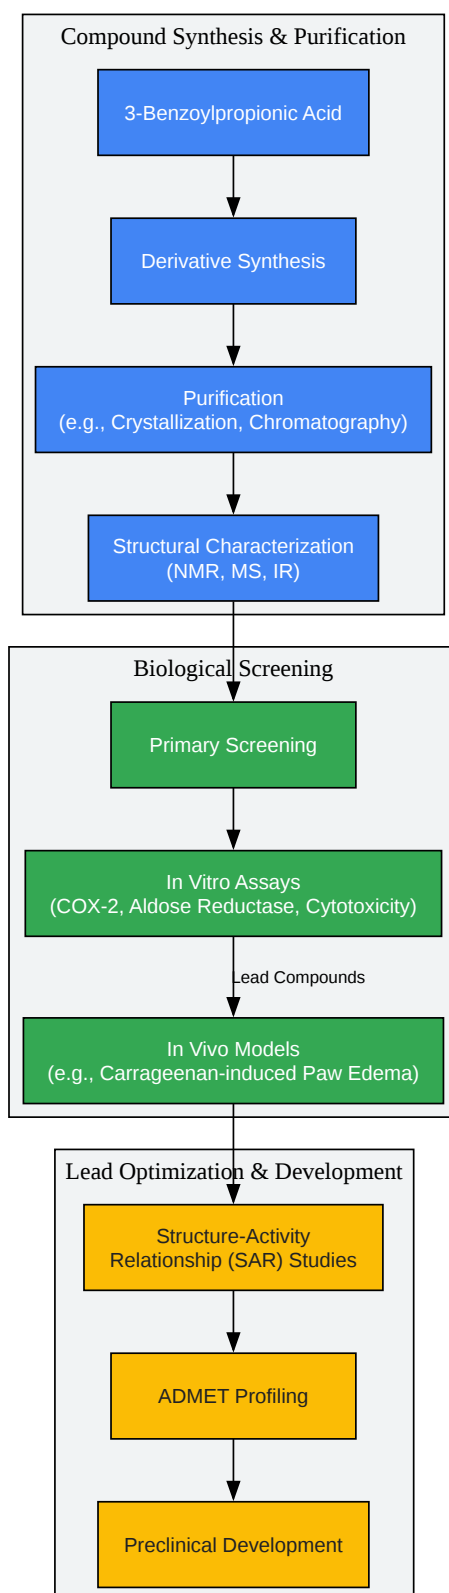 Compound Synthesis & Purification
3-Benzoylpropionic Acid
Derivative Synthesis
Purification
(e.g., Crystallization, Chromatography)
Structural Characterization
(NMR, MS, IR)
Biological Screening
Primary Screening
In Vitro Assays
(COX-2, Aldose Reductase, Cytotoxicity)
Lead Compounds
In Vivo Models
(e.g., Carrageenan-induced Paw Edema)
Lead Optimization & Development
Structure-Activity
Relationship (SAR) Studies
ADMET Profiling
Preclinical Development